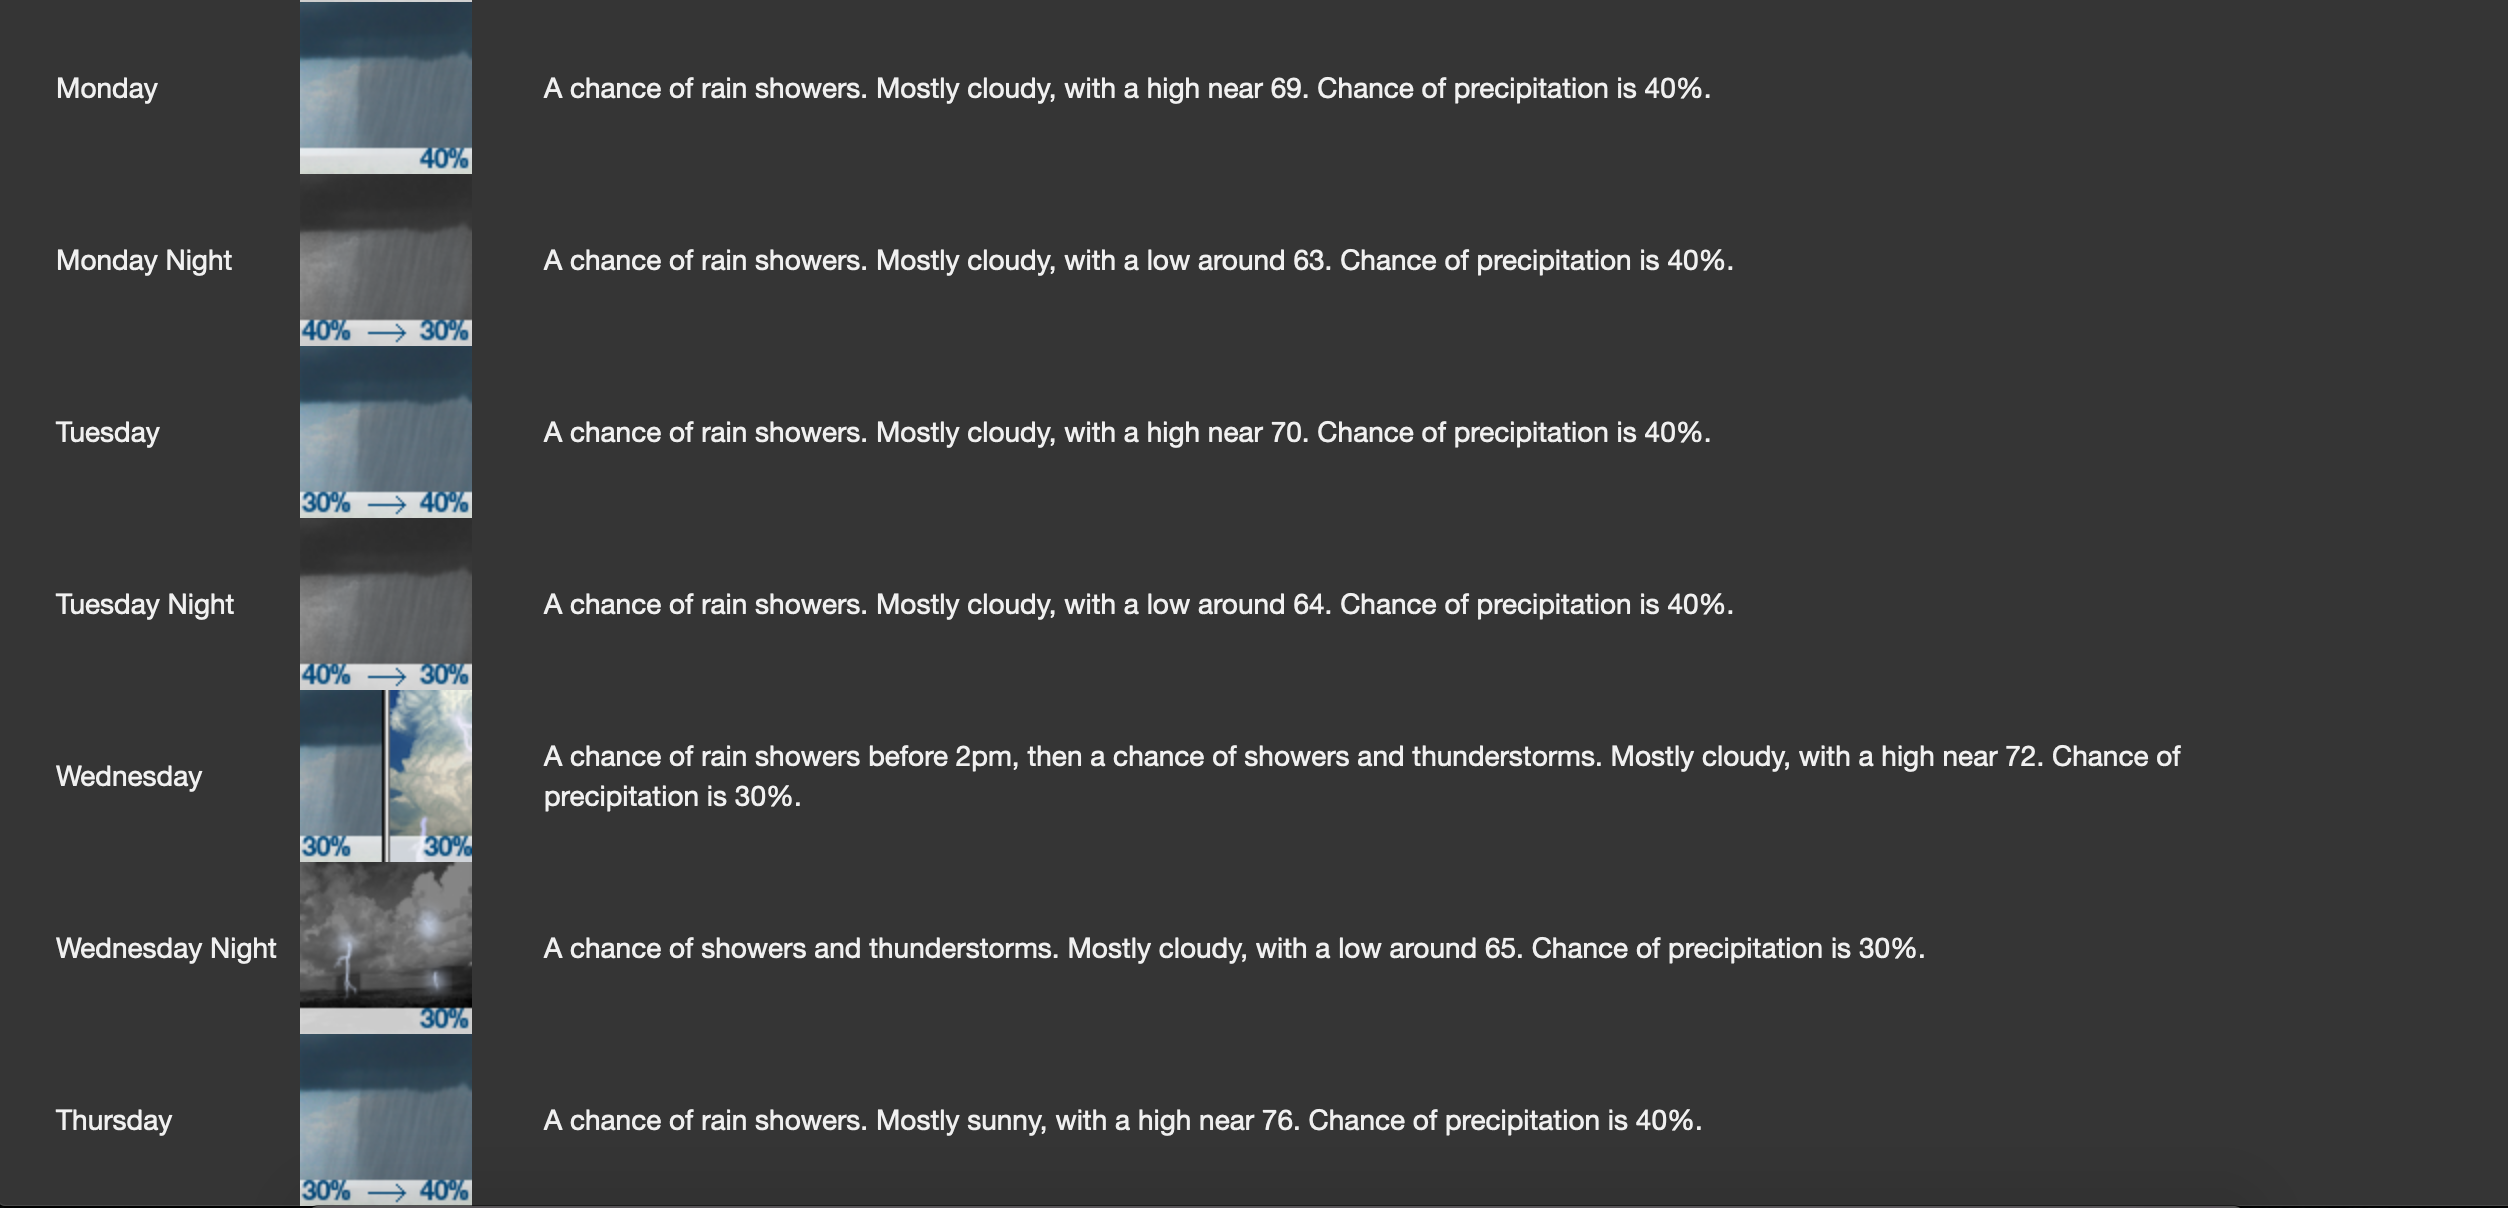 Monday
40%
A chance of rain showers. Mostly cloudy, with a high near 69. Chance of precipitation is 40%.
Monday Night
40% → 30%
A chance of rain showers. Mostly cloudy, with a low around 63. Chance of precipitation is 40%.
Tuesday
30% → 40%
A chance of rain showers. Mostly cloudy, with a high near 70. Chance of precipitation is 40%.
Tuesday Night
40% → 30%
A chance of rain showers. Mostly cloudy, with a low around 64. Chance of precipitation is 40%.
Wednesday
30% 30%
A chance of rain showers before 2pm, then a chance of showers and thunderstorms. Mostly cloudy, with a high near 72. Chance of
precipitation is 30%.
Wednesday Night
30%
A chance of showers and thunderstorms. Mostly cloudy, with a low around 65. Chance of precipitation is 30%.
Thursday
30% → 40%
A chance of rain showers. Mostly sunny, with a high near 76. Chance of precipitation is 40%.